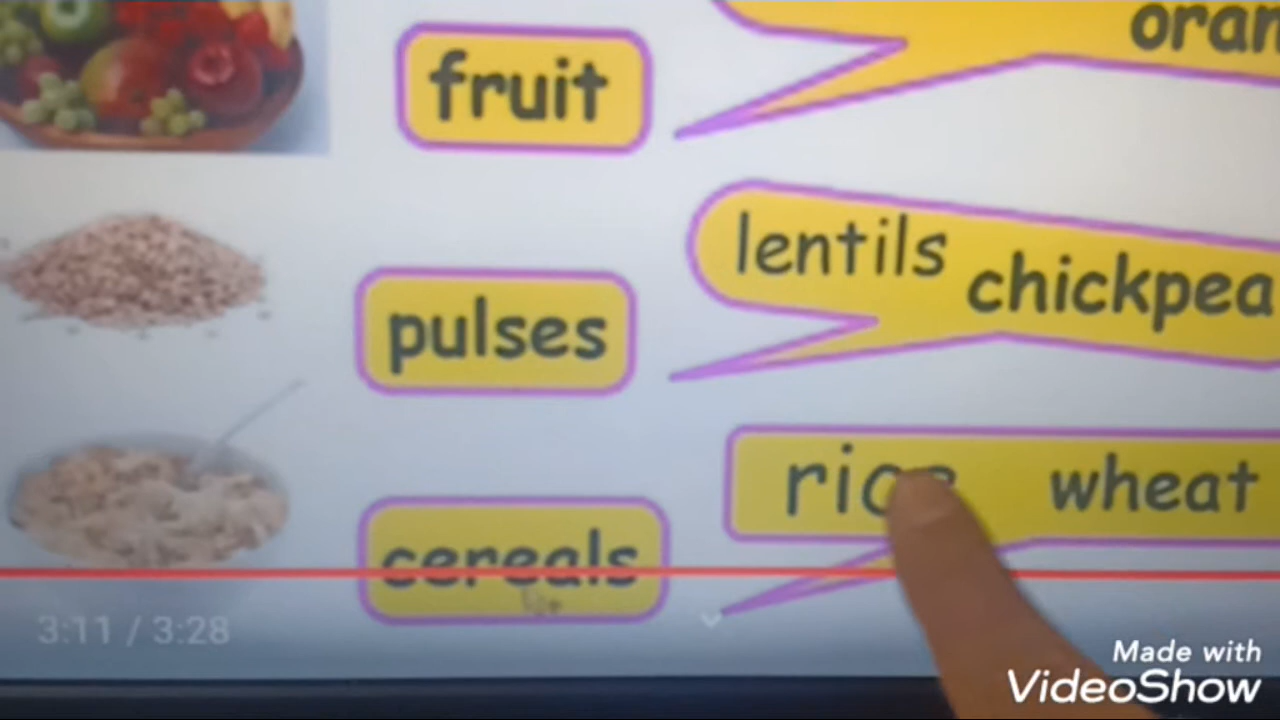 oran
fruit
lentils
chickpea
pulses
rice wheat
cereals
3:11 / 3:28
Made with
VideoShow